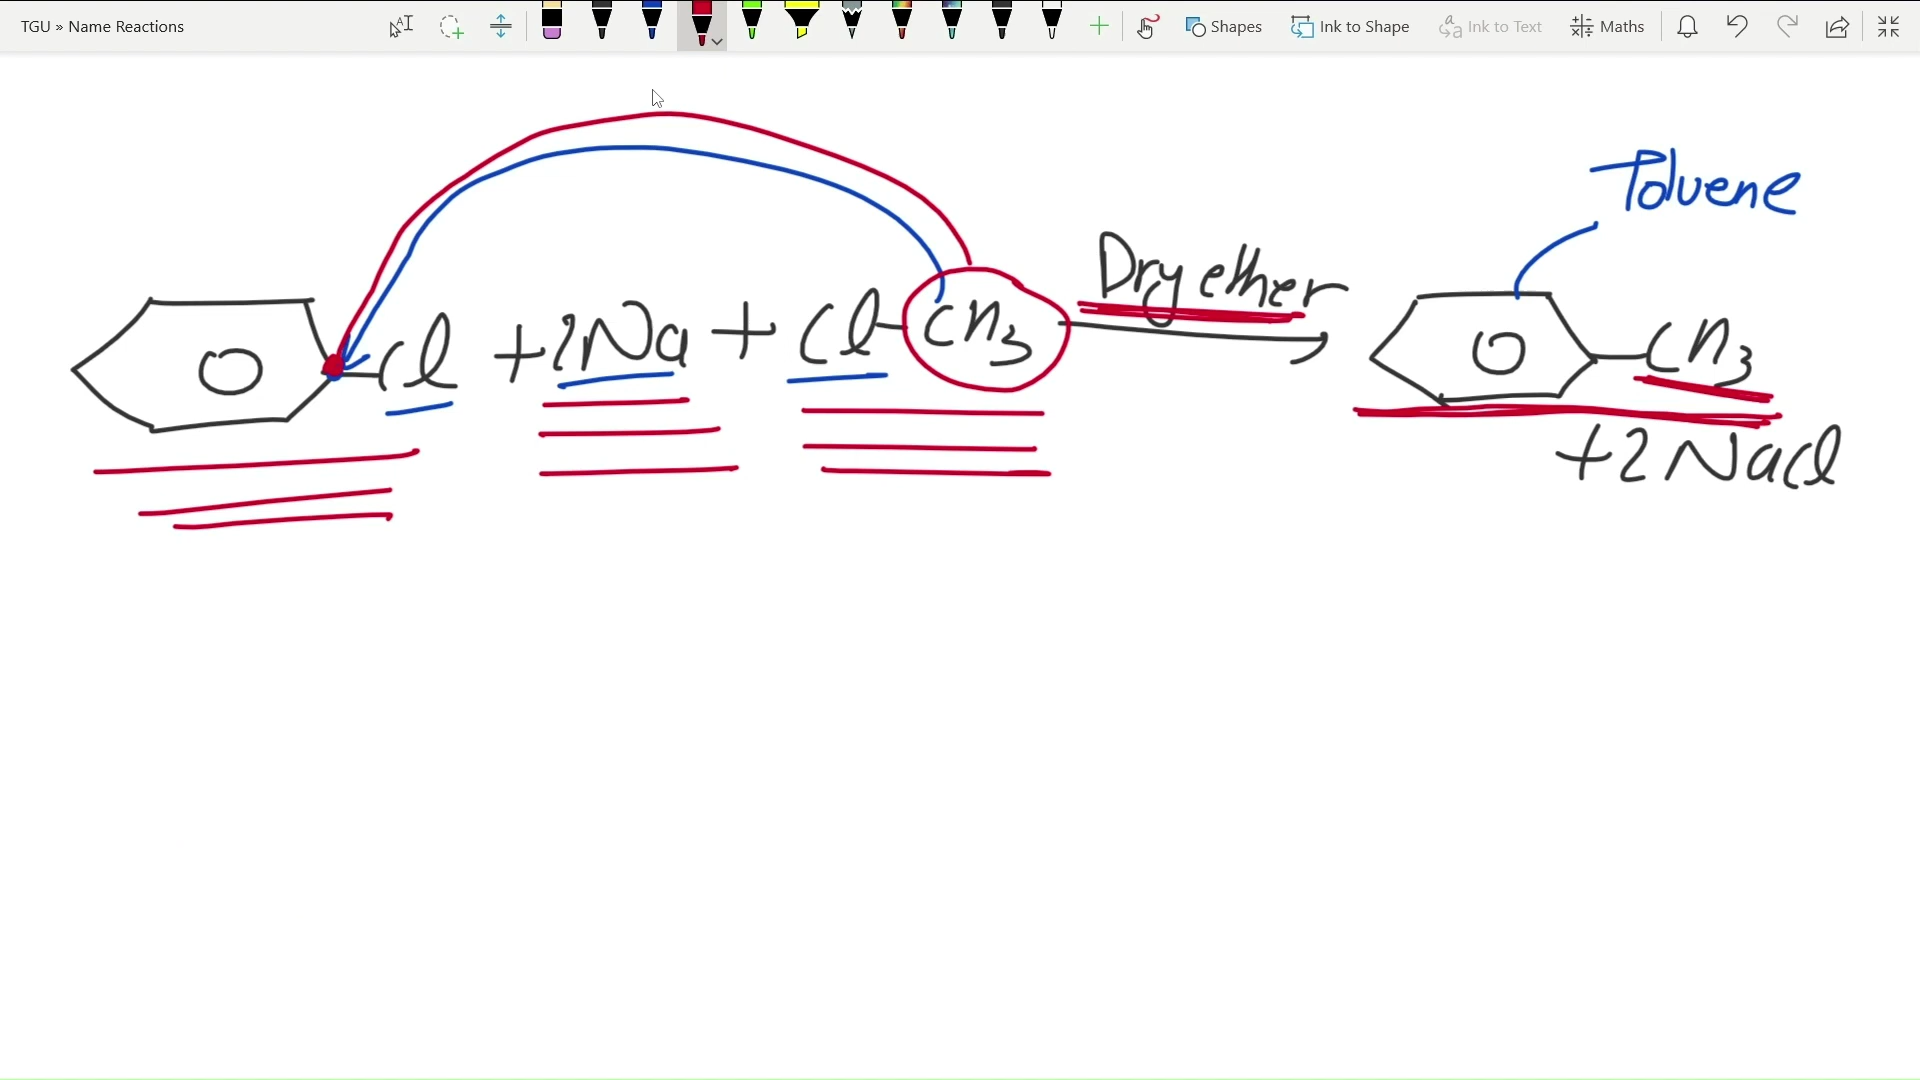 TGU » Name Reactions
Shapes Ink to Shape Ink to Text Maths
Toluene
Dry ether
Cl + 2Na + Cl-CH3 CH3
+ 2NaCl